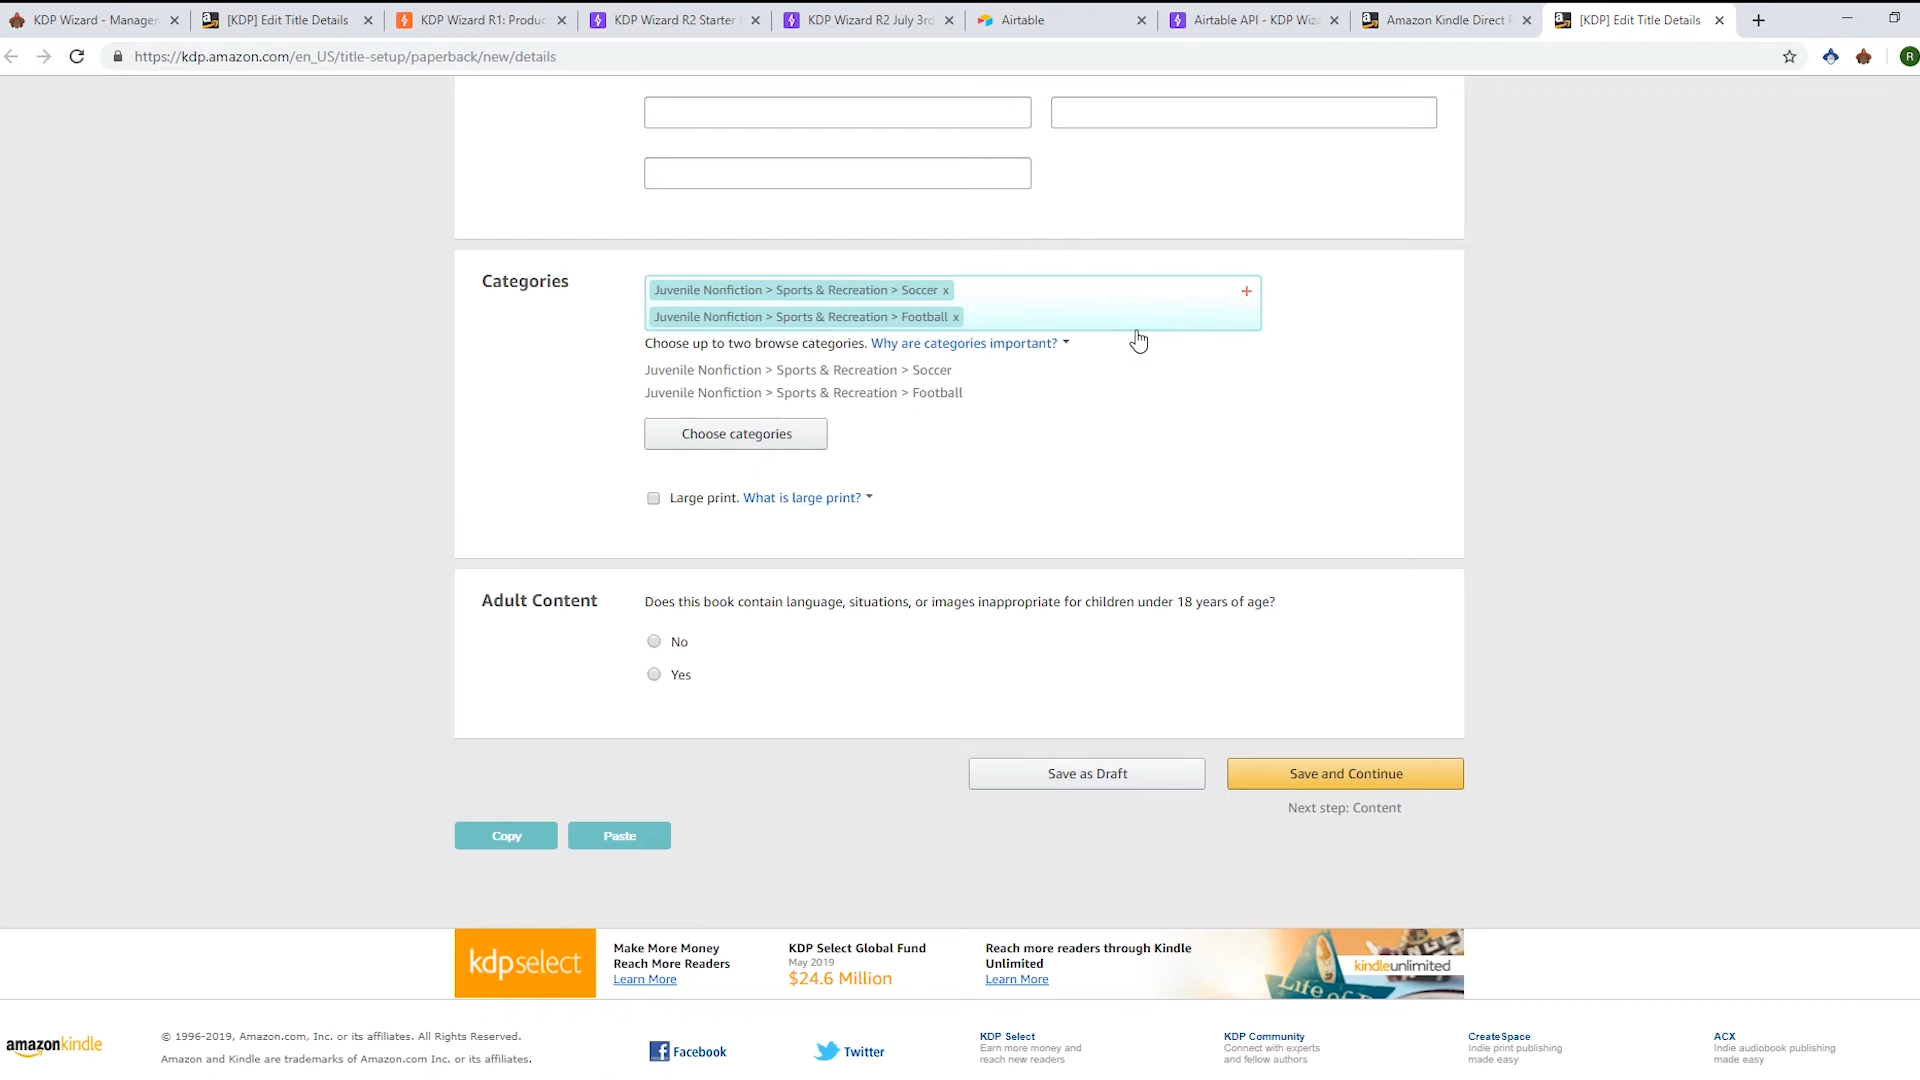 KDP Wizard - Manager
[KDP] Edit Title Details
KDP Wizard R1: Produc
KDP Wizard R2 Starter
KDP Wizard R2 July 3rd
Airtable
Airtable API - KDP Wiza
Amazon Kindle Direct P
[KDP] Edit Title Details
https://kdp.amazon.com/en_US/title-setup/paperback/new/details
R
Categories
Juvenile Nonfiction > Sports & Recreation > Soccer x
+
Juvenile Nonfiction > Sports & Recreation > Football x
Choose up to two browse categories. Why are categories important?
Juvenile Nonfiction > Sports & Recreation > Soccer
Juvenile Nonfiction > Sports & Recreation > Football
Choose categories
Large print. What is large print?
Adult Content
Does this book contain language, situations, or images inappropriate for children under 18 years of age?
No
Yes
Save as Draft
Save and Continue
Next step: Content
Copy
Paste
kdpselect
Make More Money
Reach More Readers
Learn More
KDP Select Global Fund
May 2019
$24.6 Million
Reach more readers through Kindle
Unlimited
Learn More
kindleunlimited
Life of
amazonkindle
© 1996-2019, Amazon.com, Inc. or its affiliates. All Rights Reserved.
Amazon and Kindle are trademarks of Amazon.com Inc. or its affiliates.
Facebook
Twitter
KDP Select
Earn more money and
reach new readers
KDP Community
Connect with experts
and fellow authors
CreateSpace
Indie print publishing
made easy
ACX
Indie audiobook publishing
made easy